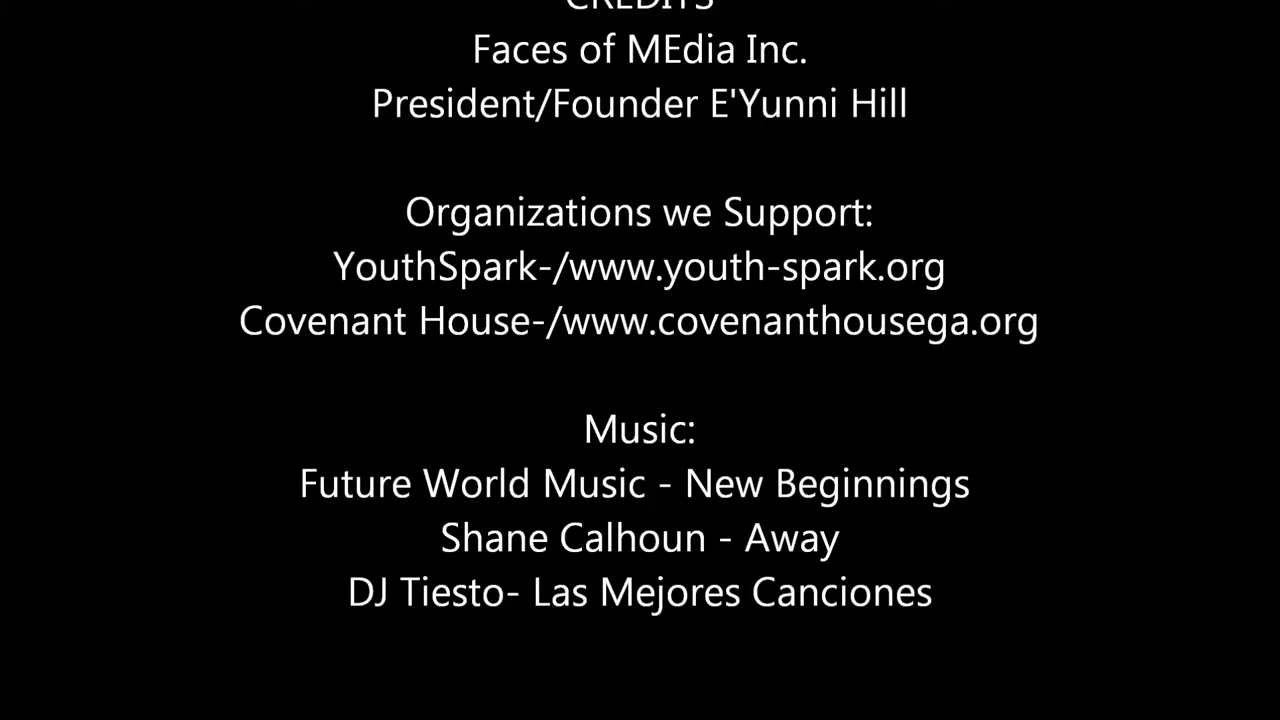 CREDITS
Faces of MEdia Inc.
President/Founder E'Yunni Hill
Organizations we Support:
YouthSpark-/www.youth-spark.org
Covenant House-/www.covenanthousega.org
Music:
Future World Music - New Beginnings
Shane Calhoun - Away
DJ Tiesto- Las Mejores Canciones